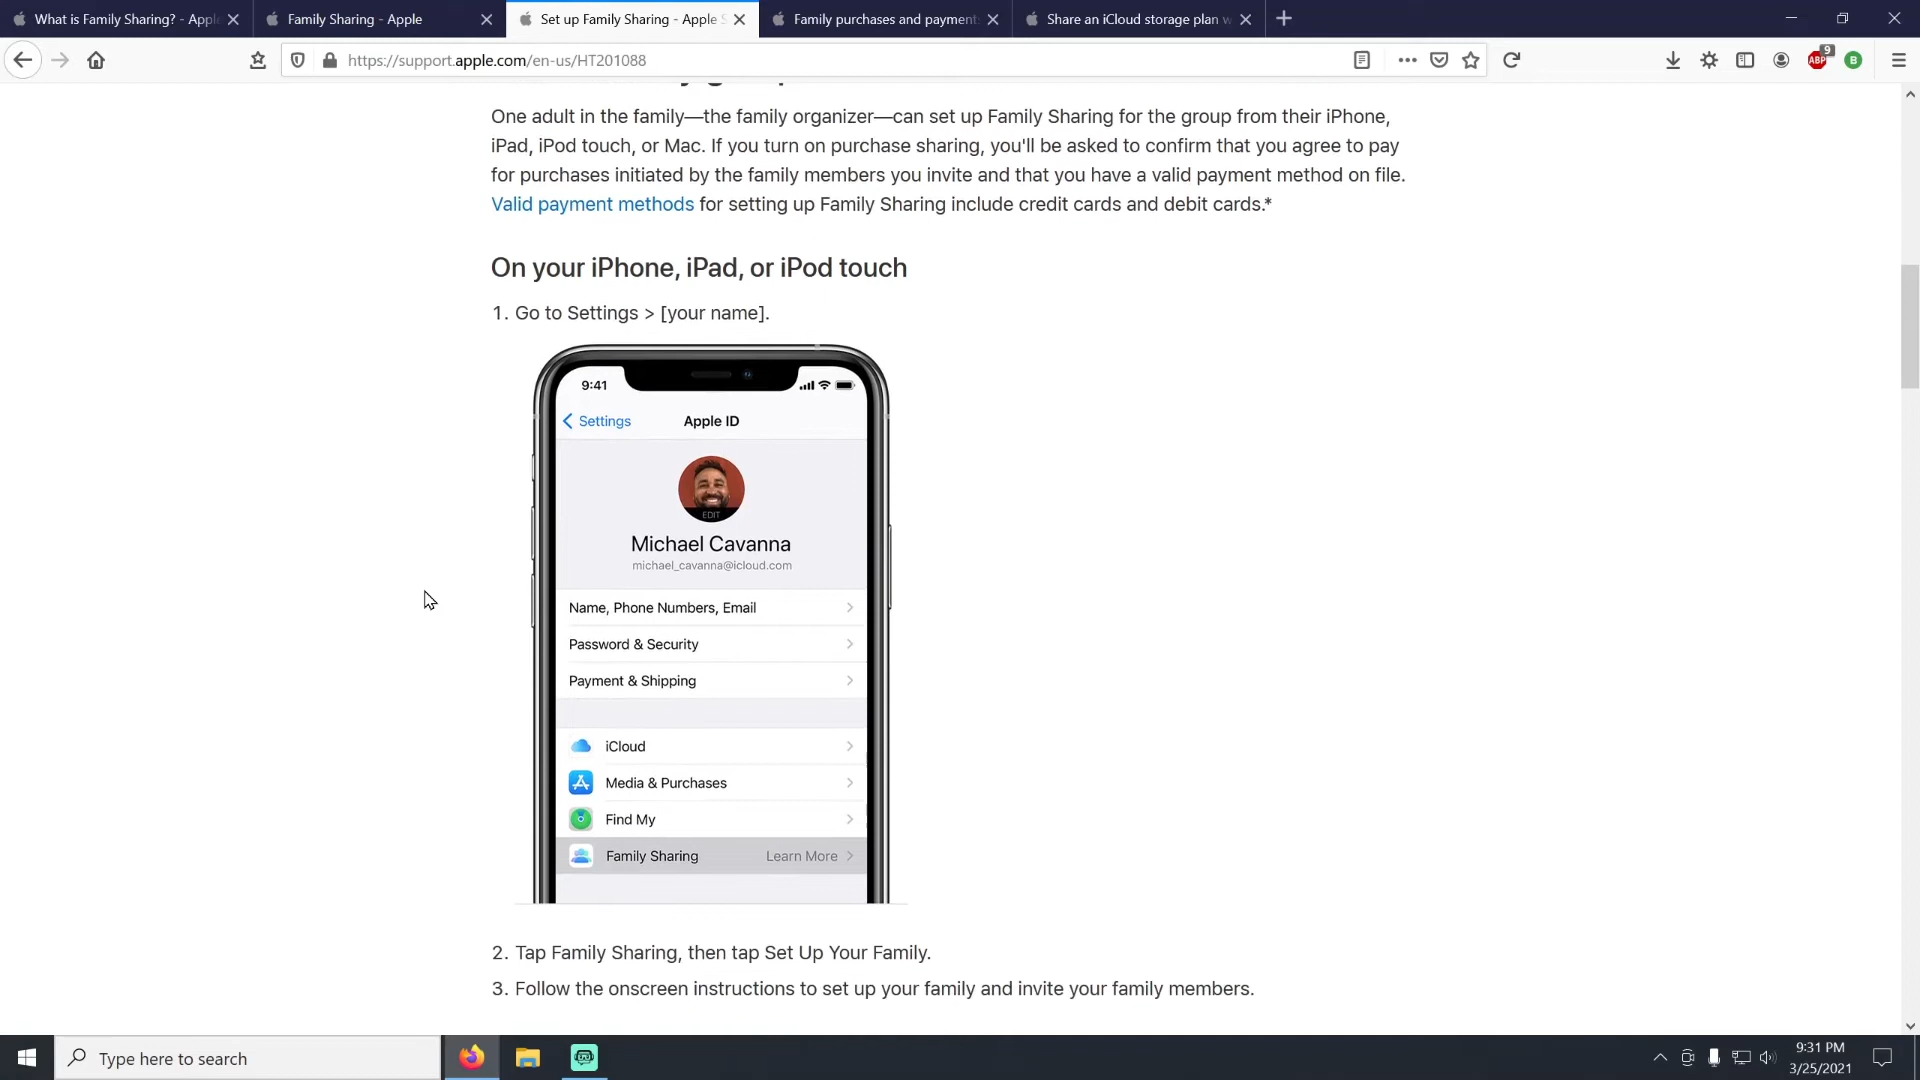 What is Family Sharing? - Appl
Family Sharing - Apple
Set up Family Sharing - Apple S
Family purchases and payment
Share an iCloud storage plan w
https://support.apple.com/en-us/HT201088
ABP
9
B
One adult in the family—the family organizer—can set up Family Sharing for the group from their iPhone,
iPad, iPod touch, or Mac. If you turn on purchase sharing, you'll be asked to confirm that you agree to pay
for purchases initiated by the family members you invite and that you have a valid payment method on file.
Valid payment methods for setting up Family Sharing include credit cards and debit cards.*
On your iPhone, iPad, or iPod touch
1. Go to Settings > [your name].
9:41
Settings
Apple ID
EDIT
Michael Cavanna
michael_cavanna@icloud.com
Name, Phone Numbers, Email
Password & Security
Payment & Shipping
iCloud
Media & Purchases
Find My
Family Sharing Learn More
2. Tap Family Sharing, then tap Set Up Your Family.
3. Follow the onscreen instructions to set up your family and invite your family members.
Type here to search
9:31 PM
3/25/2021